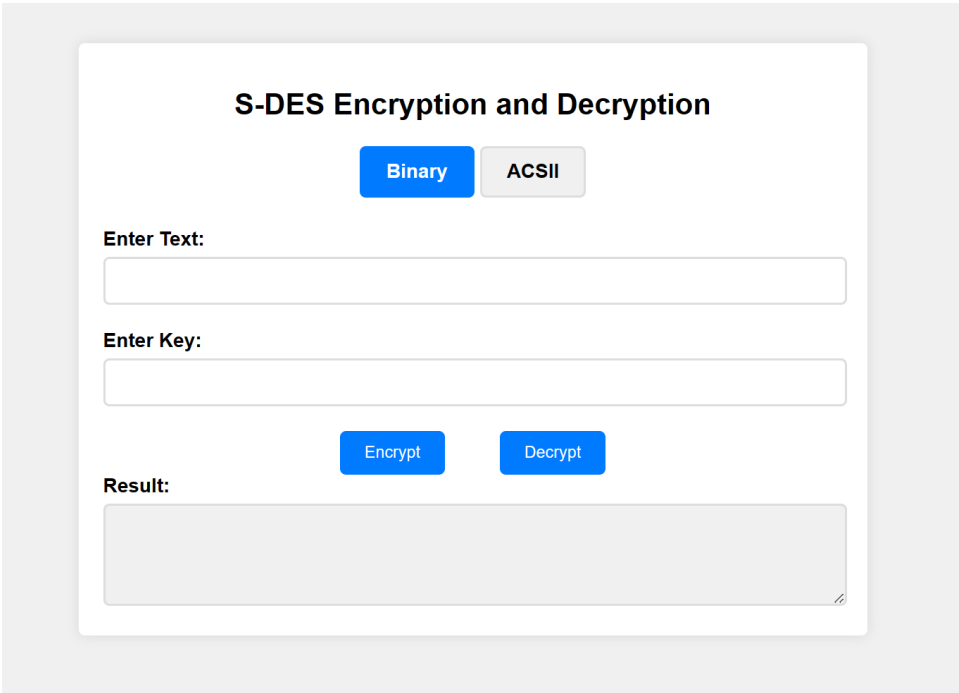 S-DES Encryption and Decryption
Binary ACSII
Enter Text:
Enter Key:
Encrypt Decrypt
Result: